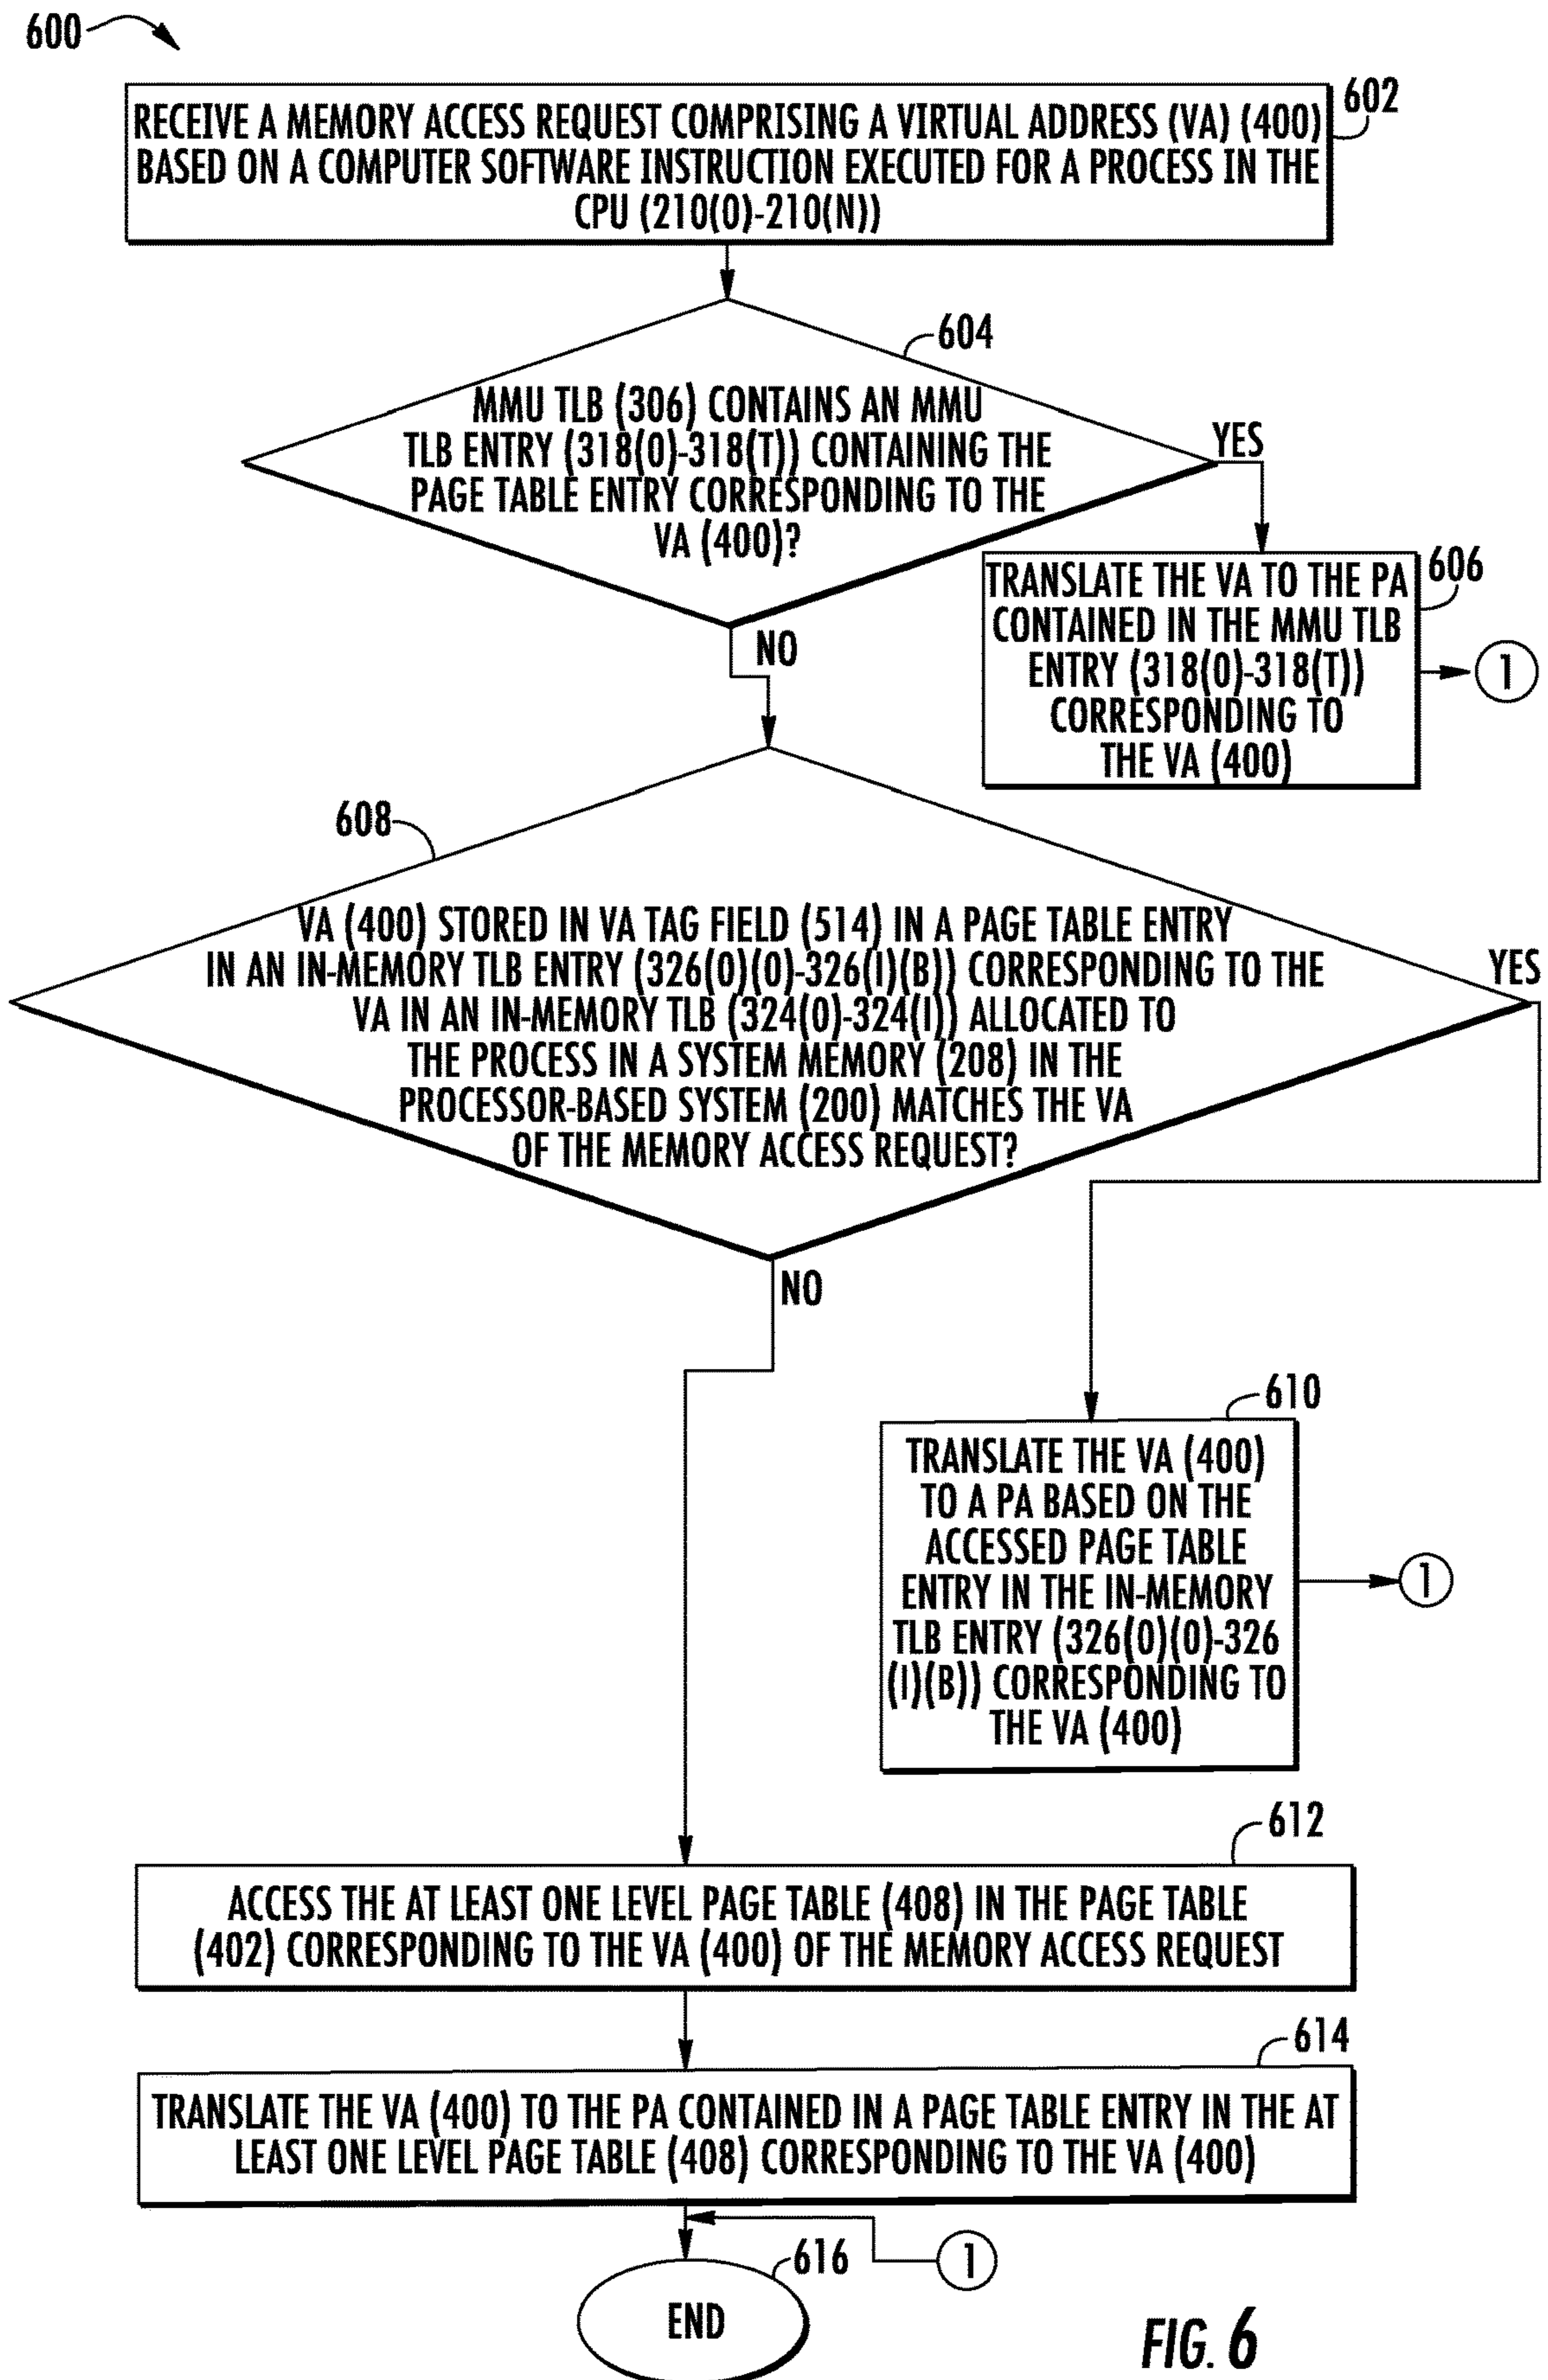 600
602
RECEIVE A MEMORY ACCESS REQUEST COMPRISING A VIRTUAL ADDRESS (VA) (400)
BASED ON A COMPUTER SOFTWARE INSTRUCTION EXECUTED FOR A PROCESS IN THE
CPU (210(0)-210(N))
604
MMU TLB (306) CONTAINS AN MMU
TLB ENTRY (318(0)-318(T)) CONTAINING THE
PAGE TABLE ENTRY CORRESPONDING TO THE
VA (400)?
YES
606
TRANSLATE THE VA TO THE PA
CONTAINED IN THE MMU TLB
ENTRY (318(0)-318(T))
CORRESPONDING TO
THE VA (400)
1
NO
608
VA (400) STORED IN VA TAG FIELD (514) IN A PAGE TABLE ENTRY
IN AN IN-MEMORY TLB ENTRY (326(0)(0)-326(I)(B)) CORRESPONDING TO THE
VA IN AN IN-MEMORY TLB (324(0)-324(I)) ALLOCATED TO
THE PROCESS IN A SYSTEM MEMORY (208) IN THE
PROCESSOR-BASED SYSTEM (200) MATCHES THE VA
OF THE MEMORY ACCESS REQUEST?
YES
NO
610
TRANSLATE THE VA (400)
TO A PA BASED ON THE
ACCESSED PAGE TABLE
ENTRY IN THE IN-MEMORY
TLB ENTRY (326(0)(0)-326
(I)(B)) CORRESPONDING TO
THE VA (400)
1
612
ACCESS THE AT LEAST ONE LEVEL PAGE TABLE (408) IN THE PAGE TABLE
(402) CORRESPONDING TO THE VA (400) OF THE MEMORY ACCESS REQUEST
614
TRANSLATE THE VA (400) TO THE PA CONTAINED IN A PAGE TABLE ENTRY IN THE AT
LEAST ONE LEVEL PAGE TABLE (408) CORRESPONDING TO THE VA (400)
616
1
END
FIG. 6